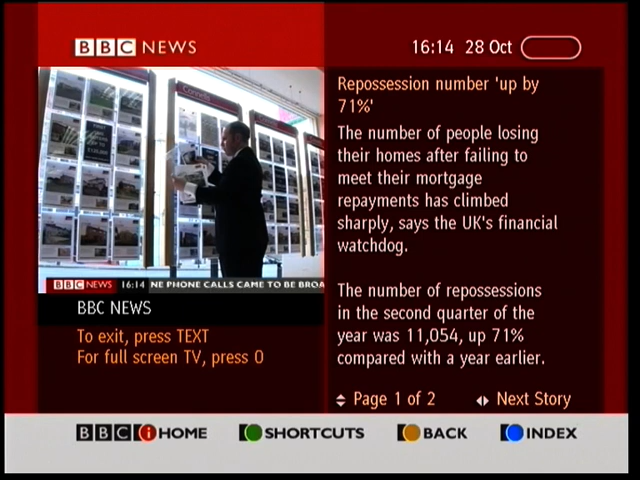 BBC NEWS
16:14 28 Oct
Connells
Repossession number 'up by
71%'
The number of people losing
their homes after failing to
meet their mortgage
repayments has climbed
sharply, says the UK's financial
watchdog.
The number of repossessions
in the second quarter of the
year was 11,054, up 71%
compared with a year earlier.
BBC NEWS 16:14 NE PHONE CALLS CAME TO BE BROA
BBC NEWS
To exit, press TEXT
For full screen TV, press 0
Page 1 of 2 Next Story
BBCi HOME SHORTCUTS BACK INDEX